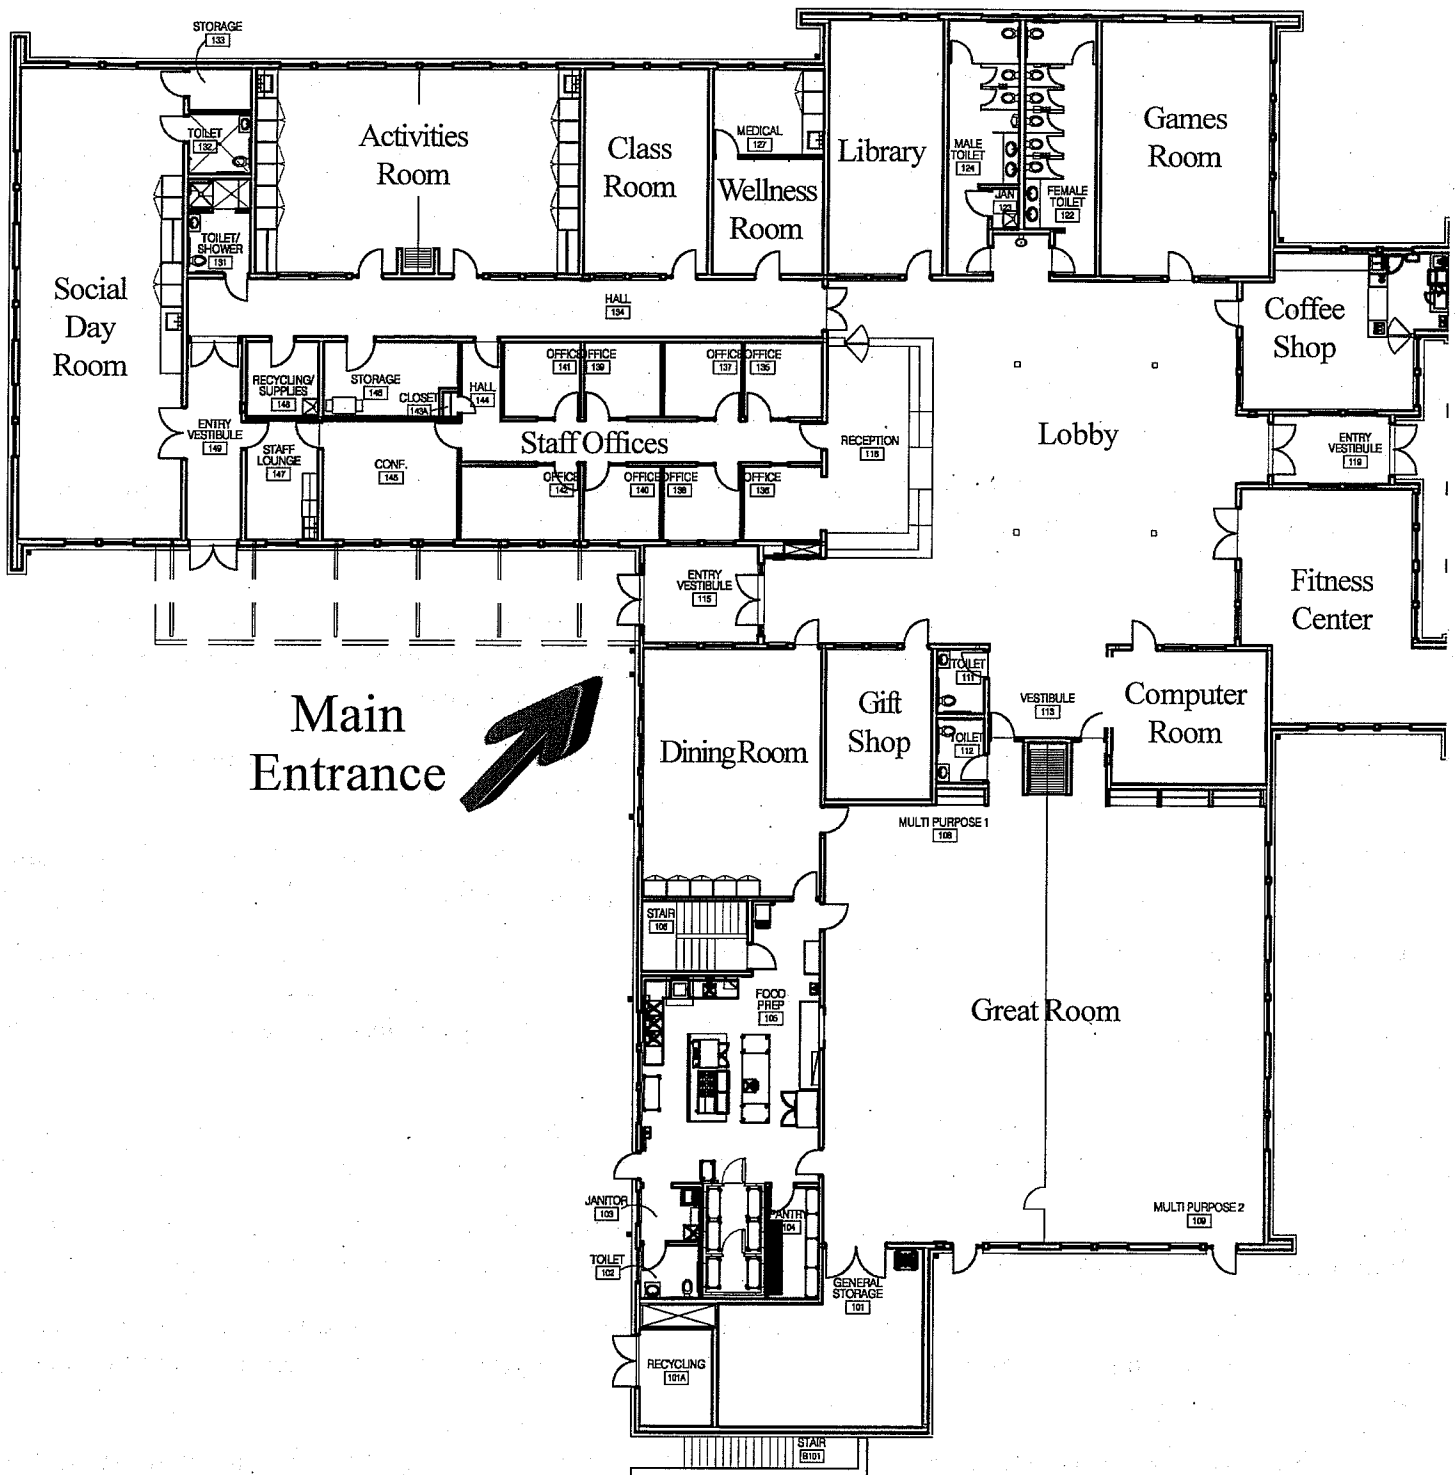 STORAGE
133
Activities
Room
Class
Room
MEDICAL
127
Wellness
Room
Library
MALE
TOILET
124
JAN
123
FEMALE
TOILET
122
Games
Room
TOILET
132
TOILET/
SHOWER
131
Social
Day
Room
HALL
134
Coffee
Shop
RECYCLING/
SUPPLIES
148
STORAGE
146
CLOSET
143A
HALL
144
OFFICE
141
OFFICE
139
OFFICE
137
OFFICE
135
ENTRY
VESTIBULE
149
STAFF
LOUNGE
147
CONF.
145
Staff Offices
RECEPTION
118
Lobby
ENTRY
VESTIBULE
119
OFFICE
142
OFFICE
140
OFFICE
138
OFFICE
136
ENTRY
VESTIBULE
115
Fitness
Center
Main
Entrance
Dining Room
Gift
Shop
TOILET
111
TOILET
112
VESTIBULE
113
Computer
Room
MULTI PURPOSE 1
108
STAIR
106
FOOD
PREP
105
Great Room
JANITOR
103
PANTRY
104
MULTI PURPOSE 2
109
TOILET
102
GENERAL
STORAGE
101
RECYCLING
101A
STAIR
B101